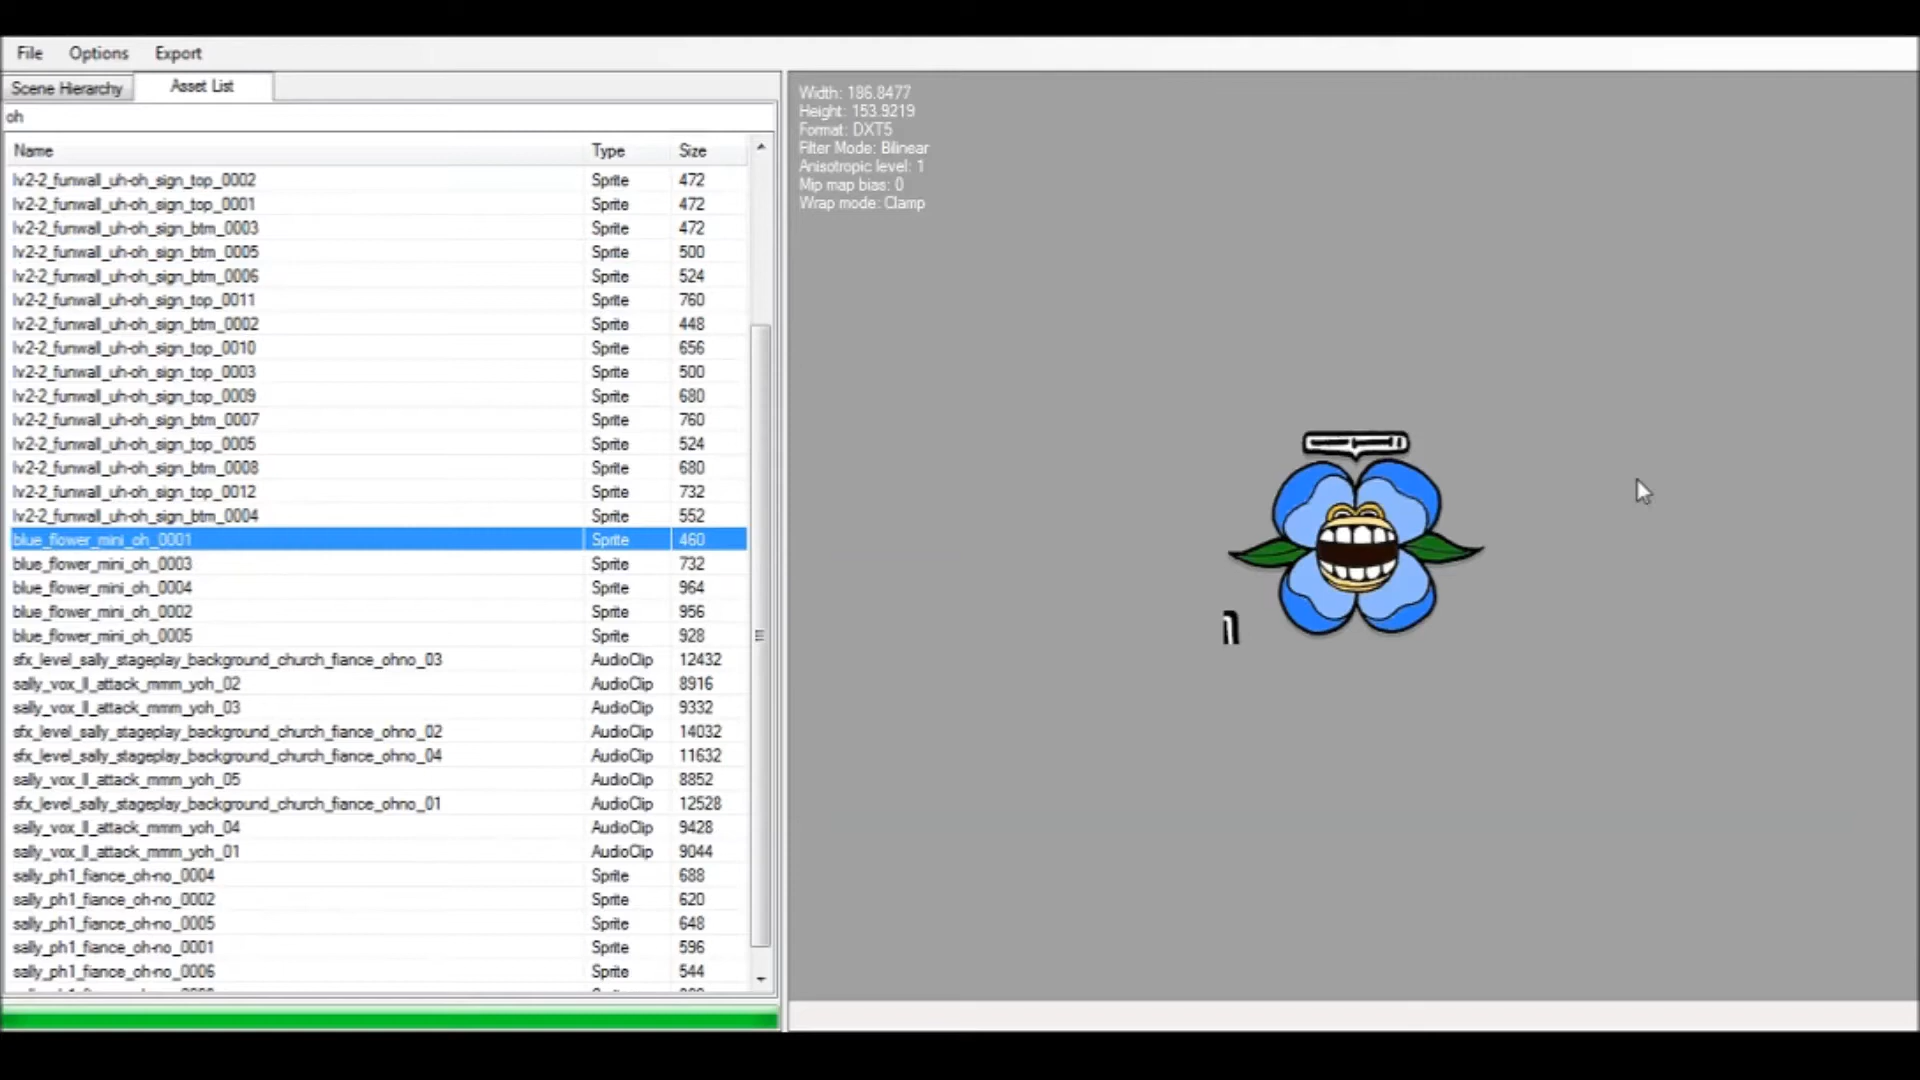 File Options Export
Scene Hierarchy Asset List
oh
Name Type Size
lv2-2_funwall_uh-oh_sign_top_0002 Sprite 472
lv2-2_funwall_uh-oh_sign_top_0001 Sprite 472
lv2-2_funwall_uh-oh_sign_btm_0003 Sprite 472
lv2-2_funwall_uh-oh_sign_btm_0005 Sprite 500
lv2-2_funwall_uh-oh_sign_btm_0006 Sprite 524
lv2-2_funwall_uh-oh_sign_top_0011 Sprite 760
lv2-2_funwall_uh-oh_sign_btm_0002 Sprite 448
lv2-2_funwall_uh-oh_sign_top_0010 Sprite 656
lv2-2_funwall_uh-oh_sign_top_0003 Sprite 500
lv2-2_funwall_uh-oh_sign_top_0009 Sprite 680
lv2-2_funwall_uh-oh_sign_btm_0007 Sprite 760
lv2-2_funwall_uh-oh_sign_top_0005 Sprite 524
lv2-2_funwall_uh-oh_sign_btm_0008 Sprite 680
lv2-2_funwall_uh-oh_sign_top_0012 Sprite 732
lv2-2_funwall_uh-oh_sign_btm_0004 Sprite 552
blue_flower_mini_oh_0001 Sprite 460
blue_flower_mini_oh_0003 Sprite 732
blue_flower_mini_oh_0004 Sprite 964
blue_flower_mini_oh_0002 Sprite 956
blue_flower_mini_oh_0005 Sprite 928
sfx_level_sally_stageplay_background_church_fiance_ohno_03 AudioClip 12432
sally_vox_ll_attack_mmm_yoh_02 AudioClip 8916
sally_vox_ll_attack_mmm_yoh_03 AudioClip 9332
sfx_level_sally_stageplay_background_church_fiance_ohno_02 AudioClip 14032
sfx_level_sally_stageplay_background_church_fiance_ohno_04 AudioClip 11632
sally_vox_ll_attack_mmm_yoh_05 AudioClip 8852
sfx_level_sally_stageplay_background_church_fiance_ohno_01 AudioClip 12528
sally_vox_ll_attack_mmm_yoh_04 AudioClip 9428
sally_vox_ll_attack_mmm_yoh_01 AudioClip 9044
sally_ph1_fiance_oh-no_0004 Sprite 688
sally_ph1_fiance_oh-no_0002 Sprite 620
sally_ph1_fiance_oh-no_0005 Sprite 648
sally_ph1_fiance_oh-no_0001 Sprite 596
sally_ph1_fiance_oh-no_0006 Sprite 544
Width: 186.8477
Height: 153.9219
Format: DXT5
Filter Mode: Bilinear
Anisotropic level: 1
Mip map bias: 0
Wrap mode: Clamp